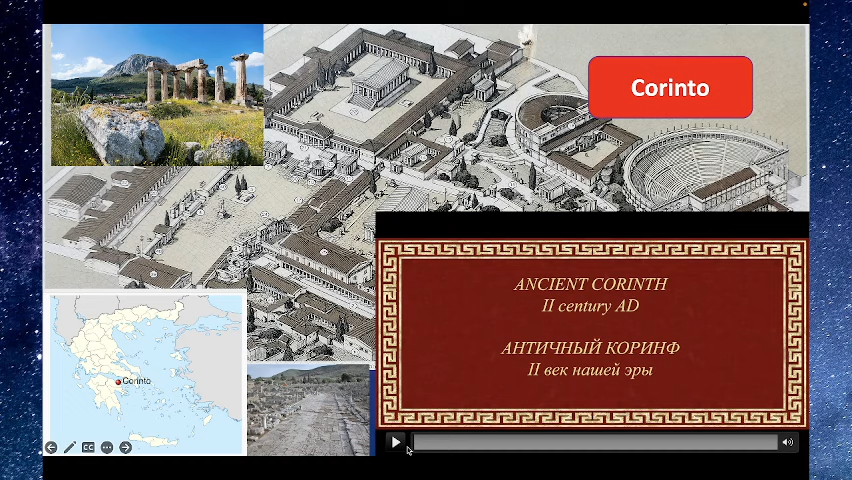 Corinto
ANCIENT CORINTH
II century AD
АНТИЧНЫЙ КОРИНФ
II век нашей эры
Corinto
CC